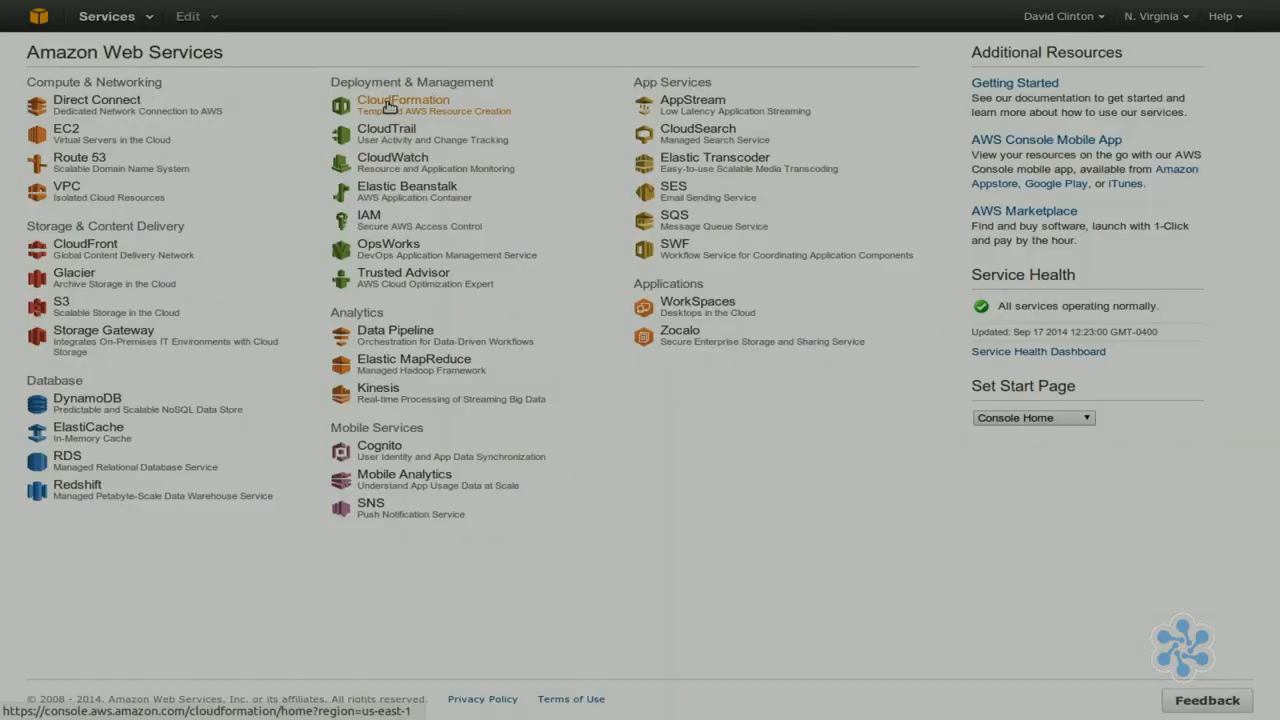 Services
Edit
David Clinton
N. Virginia
Help
Amazon Web Services
Compute & Networking
Direct Connect
Dedicated Network Connection to AWS
EC2
Virtual Servers in the Cloud
Route 53
Scalable Domain Name System
VPC
Isolated Cloud Resources
Storage & Content Delivery
CloudFront
Global Content Delivery Network
Glacier
Archive Storage in the Cloud
S3
Scalable Storage in the Cloud
Storage Gateway
Integrates On-Premises IT Environments with Cloud
Storage
Database
DynamoDB
Predictable and Scalable NoSQL Data Store
ElastiCache
In-Memory Cache
RDS
Managed Relational Database Service
Redshift
Managed Petabyte-Scale Data Warehouse Service
Deployment & Management
CloudFormation
AWS Resource Creation
CloudTrail
User Activity and Change Tracking
CloudWatch
Resource and Application Monitoring
Elastic Beanstalk
AWS Application Container
IAM
Secure AWS Access Control
OpsWorks
DevOps Application Management Service
Trusted Advisor
AWS Cloud Optimization Expert
Analytics
Data Pipeline
Orchestration for Data-Driven Workflows
Elastic MapReduce
Managed Hadoop Framework
Kinesis
Real-time Processing of Streaming Big Data
Mobile Services
Cognito
User Identity and App Data Synchronization
Mobile Analytics
Understand App Usage Data at Scale
SNS
Push Notification Service
App Services
AppStream
Low Latency Application Streaming
CloudSearch
Managed Search Service
Elastic Transcoder
Easy-to-use Scalable Media Transcoding
SES
Email Sending Service
SQS
Message Queue Service
SWF
Workflow Service for Coordinating Application Components
Applications
WorkSpaces
Desktops in the Cloud
Zocalo
Secure Enterprise Storage and Sharing Service
Additional Resources
Getting Started
See our documentation to get started and
learn more about how to use our services.
AWS Console Mobile App
View your resources on the go with our AWS
Console mobile app, available from Amazon
Appstore, Google Play, or iTunes.
AWS Marketplace
Find and buy software, launch with 1-Click
and pay by the hour.
Service Health
All services operating normally.
Updated: Sep 17 2014 12:23:00 GMT-0400
Service Health Dashboard
Set Start Page
Console Home
© 2008 - 2014, Amazon Web Services, Inc. or its affiliates. All rights reserved.
Privacy Policy
Terms of Use
Feedback
https://console.aws.amazon.com/cloudformation/home?region=us-east-1